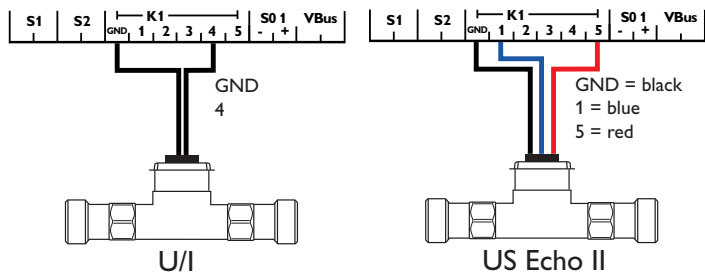 K1
S1 S2 GND 1 2 3 4 5 S0 1 VBus
- +
GND
4
U/I
K1
S1 S2 GND 1 2 3 4 5 S0 1 VBus
- +
GND = black
1 = blue
5 = red
US Echo II